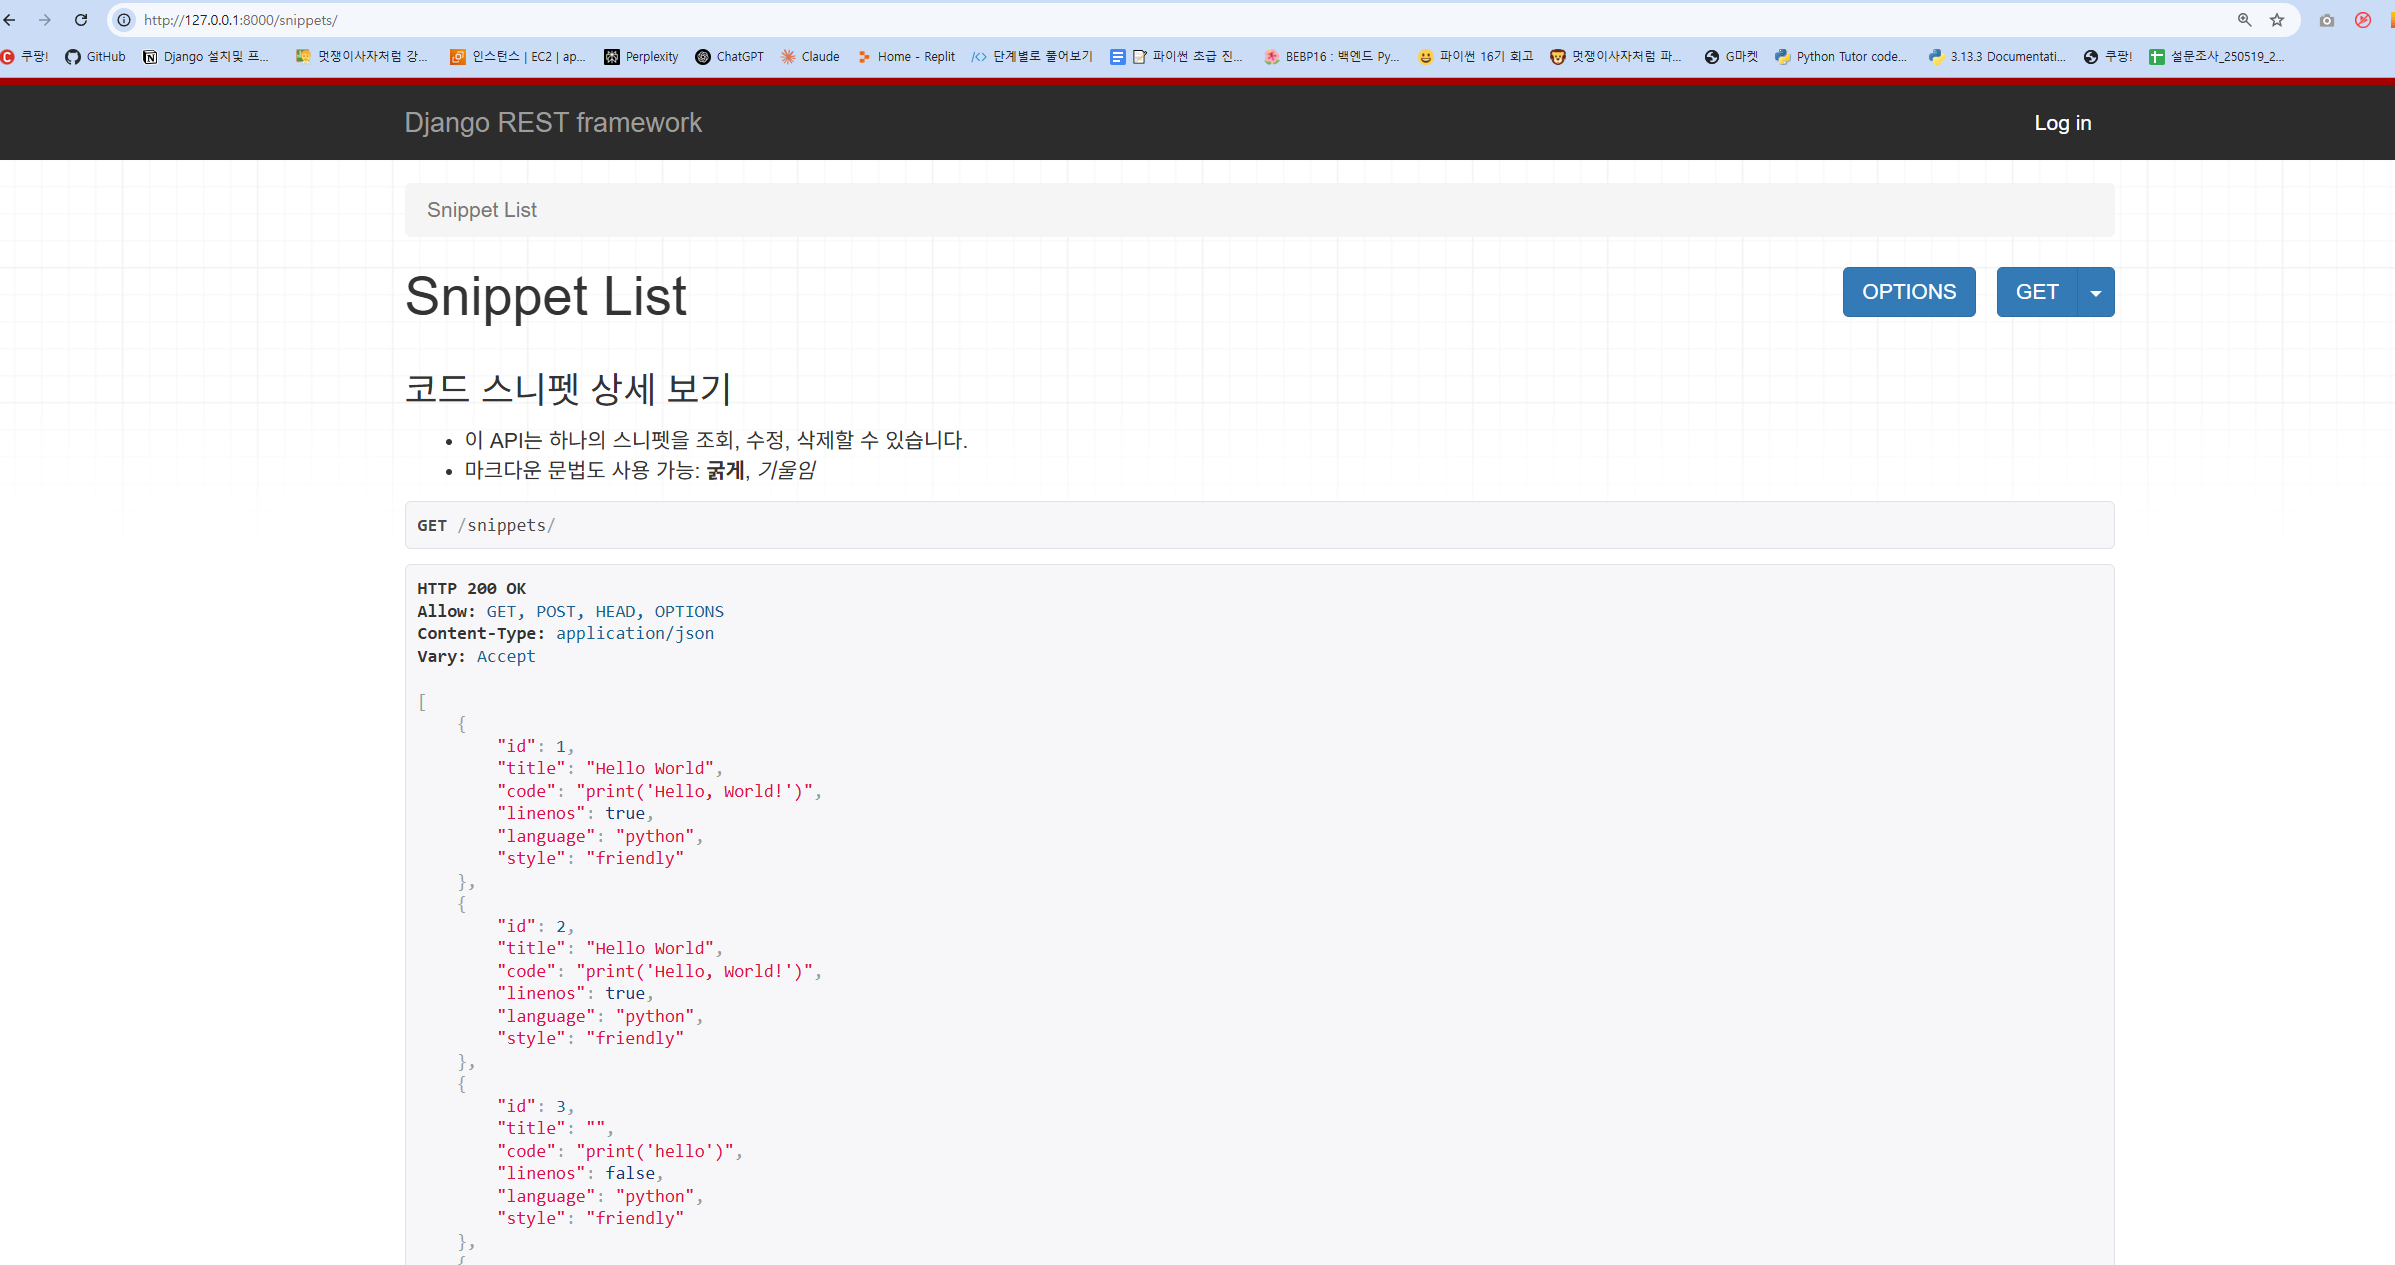 http://127.0.0.1:8000/snippets/
쿠팡! GitHub Django 설치및 프... 멋쟁이사자처럼 강... 인스턴스 | EC2 | ap... Perplexity ChatGPT Claude Home - Replit 단계별로 풀어보기 파이썬 초급 진... BEBP16 : 백엔드 Py... 파이썬 16기 회고 멋쟁이사자처럼 파... G마켓 Python Tutor code... 3.13.3 Documentati... 쿠팡! 설문조사_250519_2...
Django REST framework Log in
Snippet List
Snippet List OPTIONS GET
코드 스니펫 상세 보기
• 이 API는 하나의 스니펫을 조회, 수정, 삭제할 수 있습니다.
• 마크다운 문법도 사용 가능: 굵게, 기울임
GET /snippets/
HTTP 200 OK
Allow: GET, POST, HEAD, OPTIONS
Content-Type: application/json
Vary: Accept
[
{
"id": 1,
"title": "Hello World",
"code": "print('Hello, World!')",
"linenos": true,
"language": "python",
"style": "friendly"
},
{
"id": 2,
"title": "Hello World",
"code": "print('Hello, World!')",
"linenos": true,
"language": "python",
"style": "friendly"
},
{
"id": 3,
"title": "",
"code": "print('hello')",
"linenos": false,
"language": "python",
"style": "friendly"
},
{